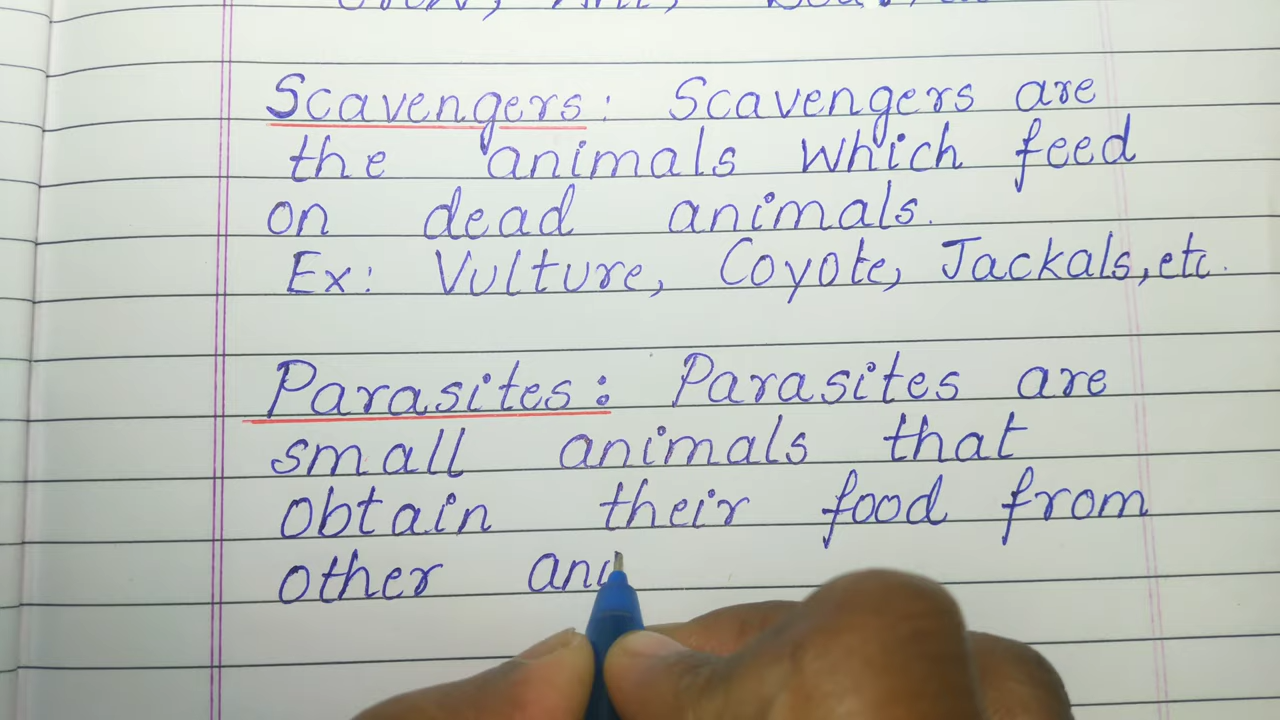 Scavengers: Scavengers are
the animals which feed
on dead animals.
Ex: Vulture, Coyote, Jackals, etc.
Parasites: Parasites are
small animals that
obtain their food from
other